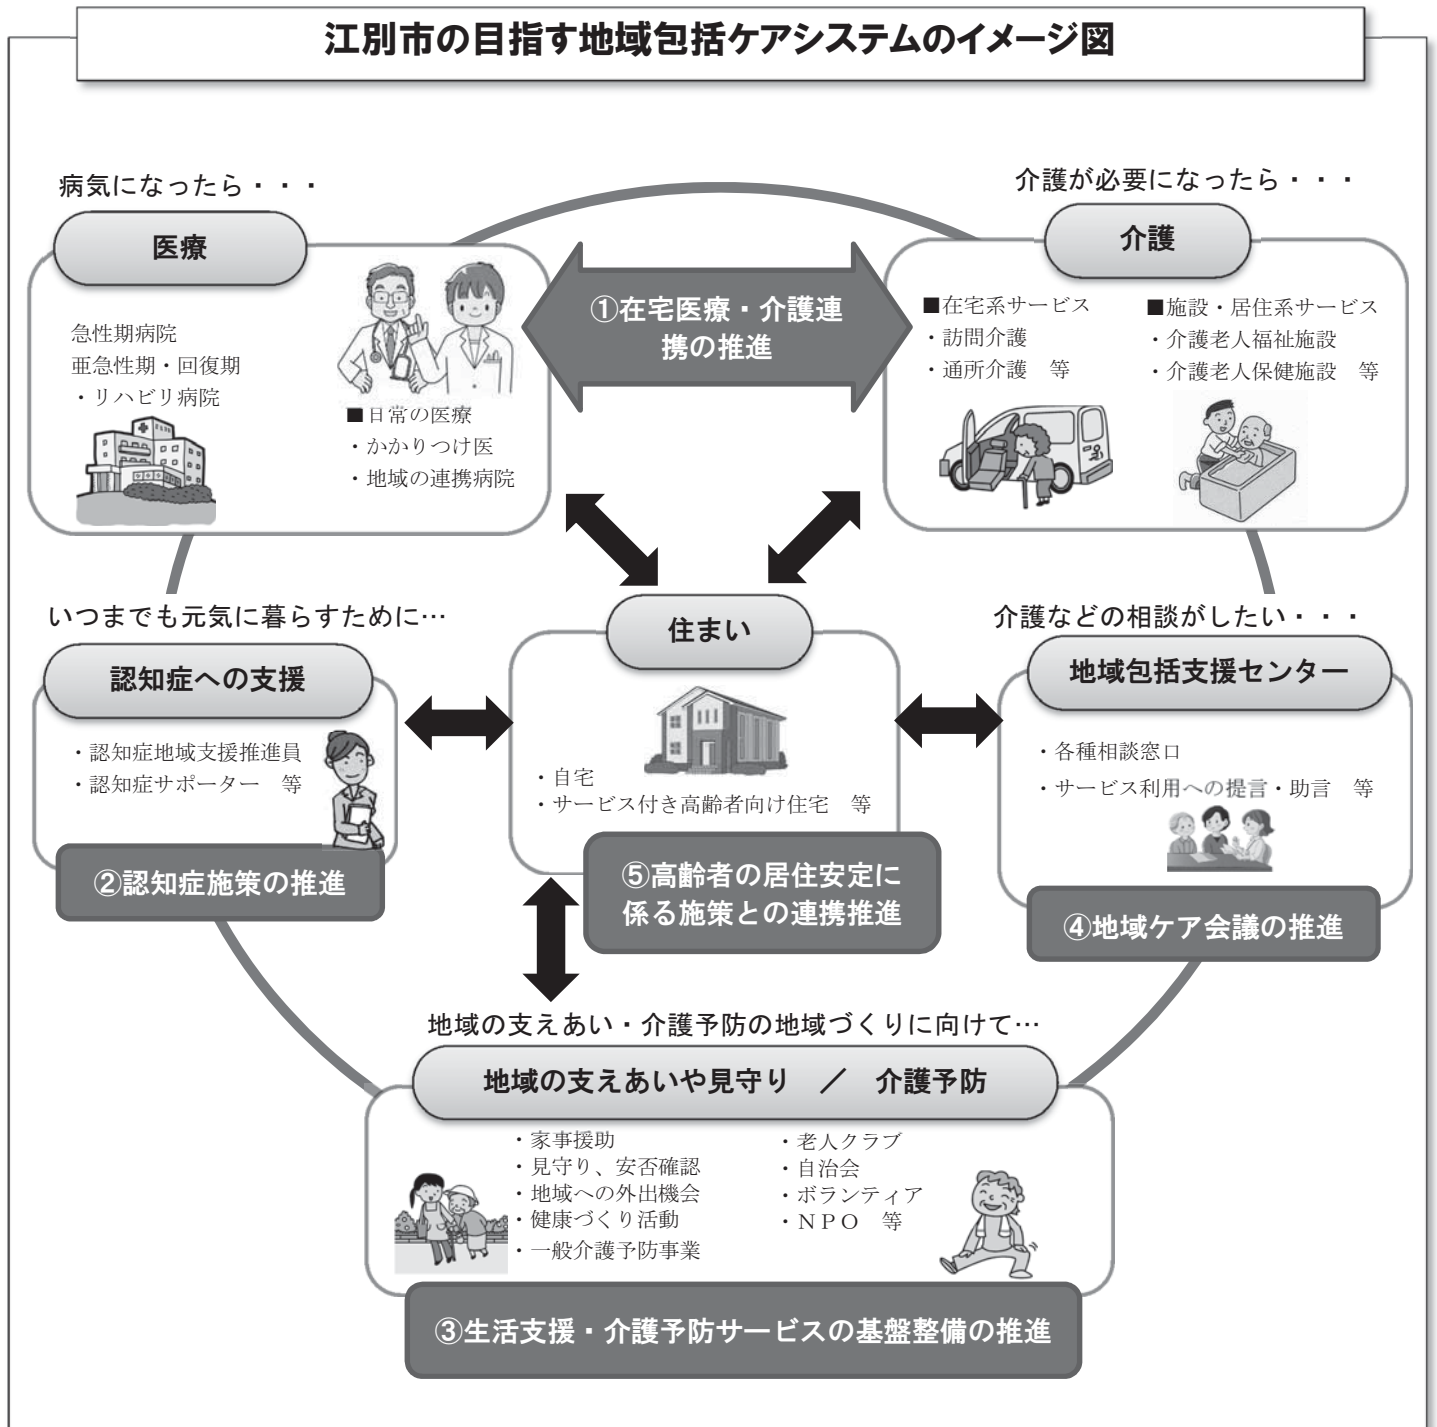 江別市の目指す地域包括ケアシステムのイメージ図
病気になったら・・・
医療
急性期病院
亜急性期・回復期
・リハビリ病院
■日常の医療
・かかりつけ医
・地域の連携病院
①在宅医療・介護連
携の推進
介護が必要になったら・・・
介護
■在宅系サービス
・訪問介護
・通所介護　等
■施設・居住系サービス
・介護老人福祉施設
・介護老人保健施設　等
いつまでも元気に暮らすために…
認知症への支援
・認知症地域支援推進員
・認知症サポーター　等
②認知症施策の推進
住まい
・自宅
・サービス付き高齢者向け住宅　等
⑤高齢者の居住安定に
係る施策との連携推進
介護などの相談がしたい・・・
地域包括支援センター
・各種相談窓口
・サービス利用への提言・助言　等
④地域ケア会議の推進
地域の支えあい・介護予防の地域づくりに向けて…
地域の支えあいや見守り　／　介護予防
・家事援助
・見守り、安否確認
・地域への外出機会
・健康づくり活動
・一般介護予防事業
・老人クラブ
・自治会
・ボランティア
・ＮＰＯ　等
③生活支援・介護予防サービスの基盤整備の推進